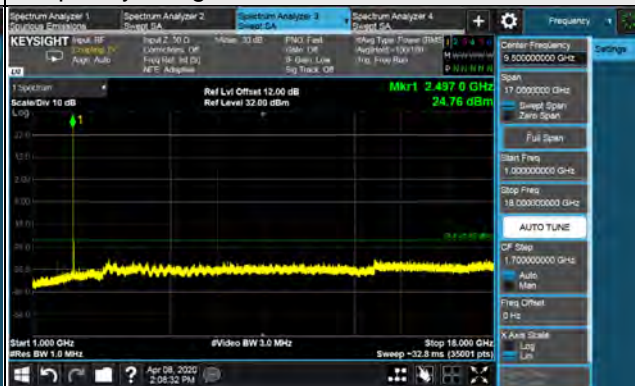 Spectrum Analyzer 1
Spurious Emissions
Spectrum Analyzer 2
Swept SA
Spectrum Analyzer 3
Swept SA
Spectrum Analyzer 4
Swept SA
+
Frequency
KEYSIGHT
Input: RF
Coupling: DC
Align: Auto
Input Z: 50 Ω
Corrections: Off
Freq Ref: Int (S)
NFE: Adaptive
#Atten: 30 dB
PNO: Fast
Gate: Off
IF Gain: Low
Sig Track: Off
#Avg Type: Power (RMS)
Avg|Hold: >100/100
Trig: Free Run
1 Spectrum
Scale/Div 10 dB
Log
Ref Lvl Offset 12.00 dB
Ref Level 32.00 dBm
Mkr1 2.497 0 GHz
24.76 dBm
1
22.0
12.0
Start 1.000 GHz
#Res BW 1.0 MHz
#Video BW 3.0 MHz
Stop 18.000 GHz
Sweep ~32.8 ms (35001 pts)
Center Frequency
9.500000000 GHz
Settings
Span
17.0000000 GHz
Swept Span
Zero Span
Full Span
Start Freq
1.000000000 GHz
Stop Freq
18.000000000 GHz
AUTO TUNE
CF Step
1.700000000 GHz
Auto
Man
Freq Offset
0 Hz
X Axis Scale
Log
Lin
?
Apr 08, 2020
2:08:32 PM